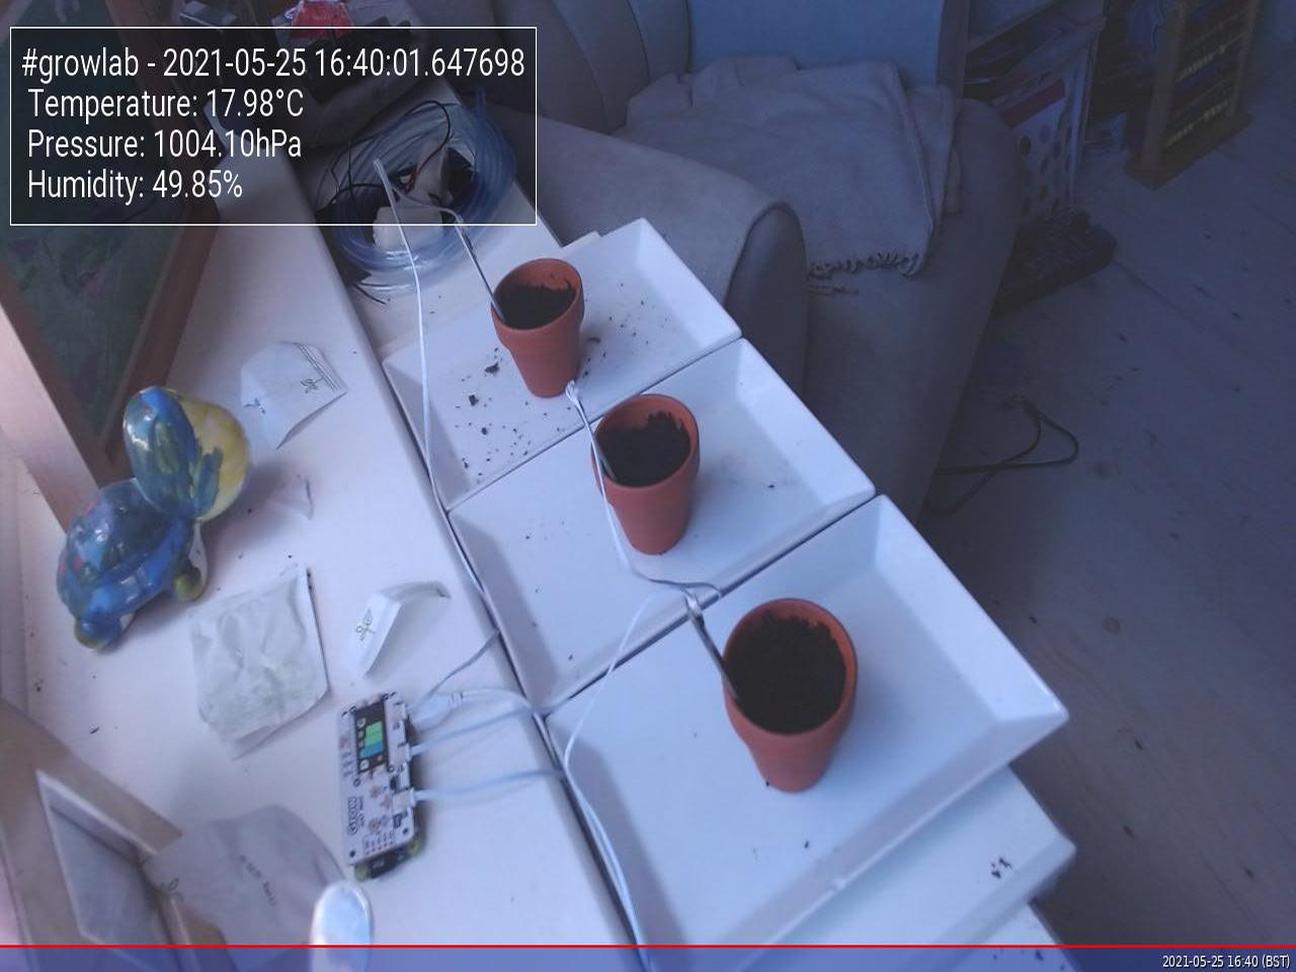 #growlab - 2021-05-25 16:40:01.647698
Temperature: 17.98°C
Pressure: 1004.10hPa
Humidity: 49.85%
2021-05-25 16:40 (BST)